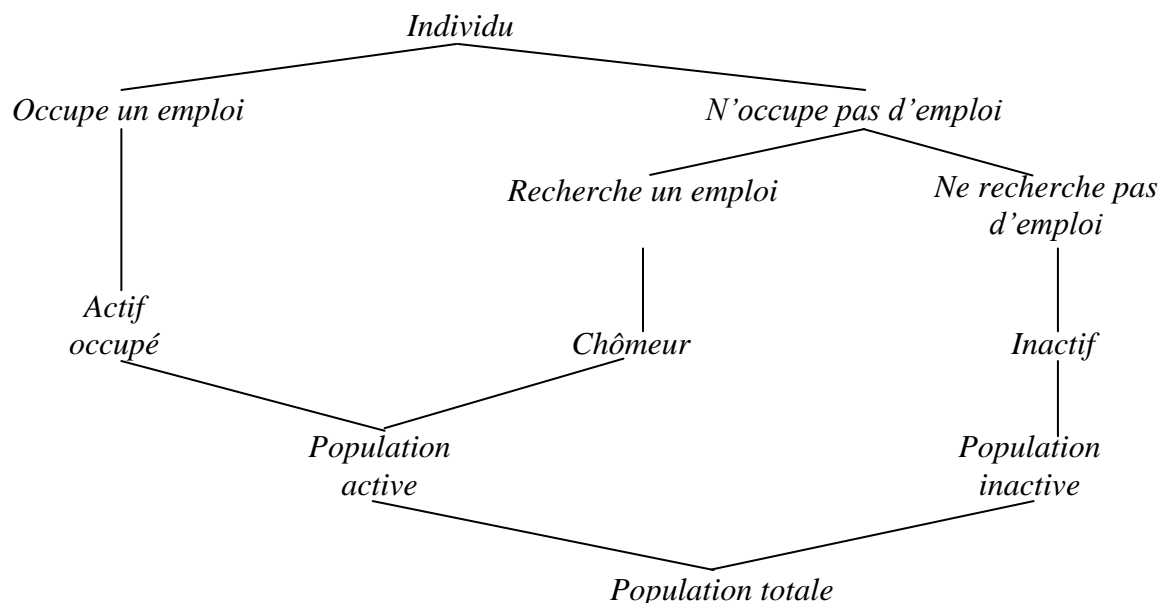 Individu
Occupe un emploi
N’occupe pas d’emploi
Recherche un emploi
Ne recherche pas
d’emploi
Actif
occupé
Chômeur
Inactif
Population
active
Population
inactive
Population totale